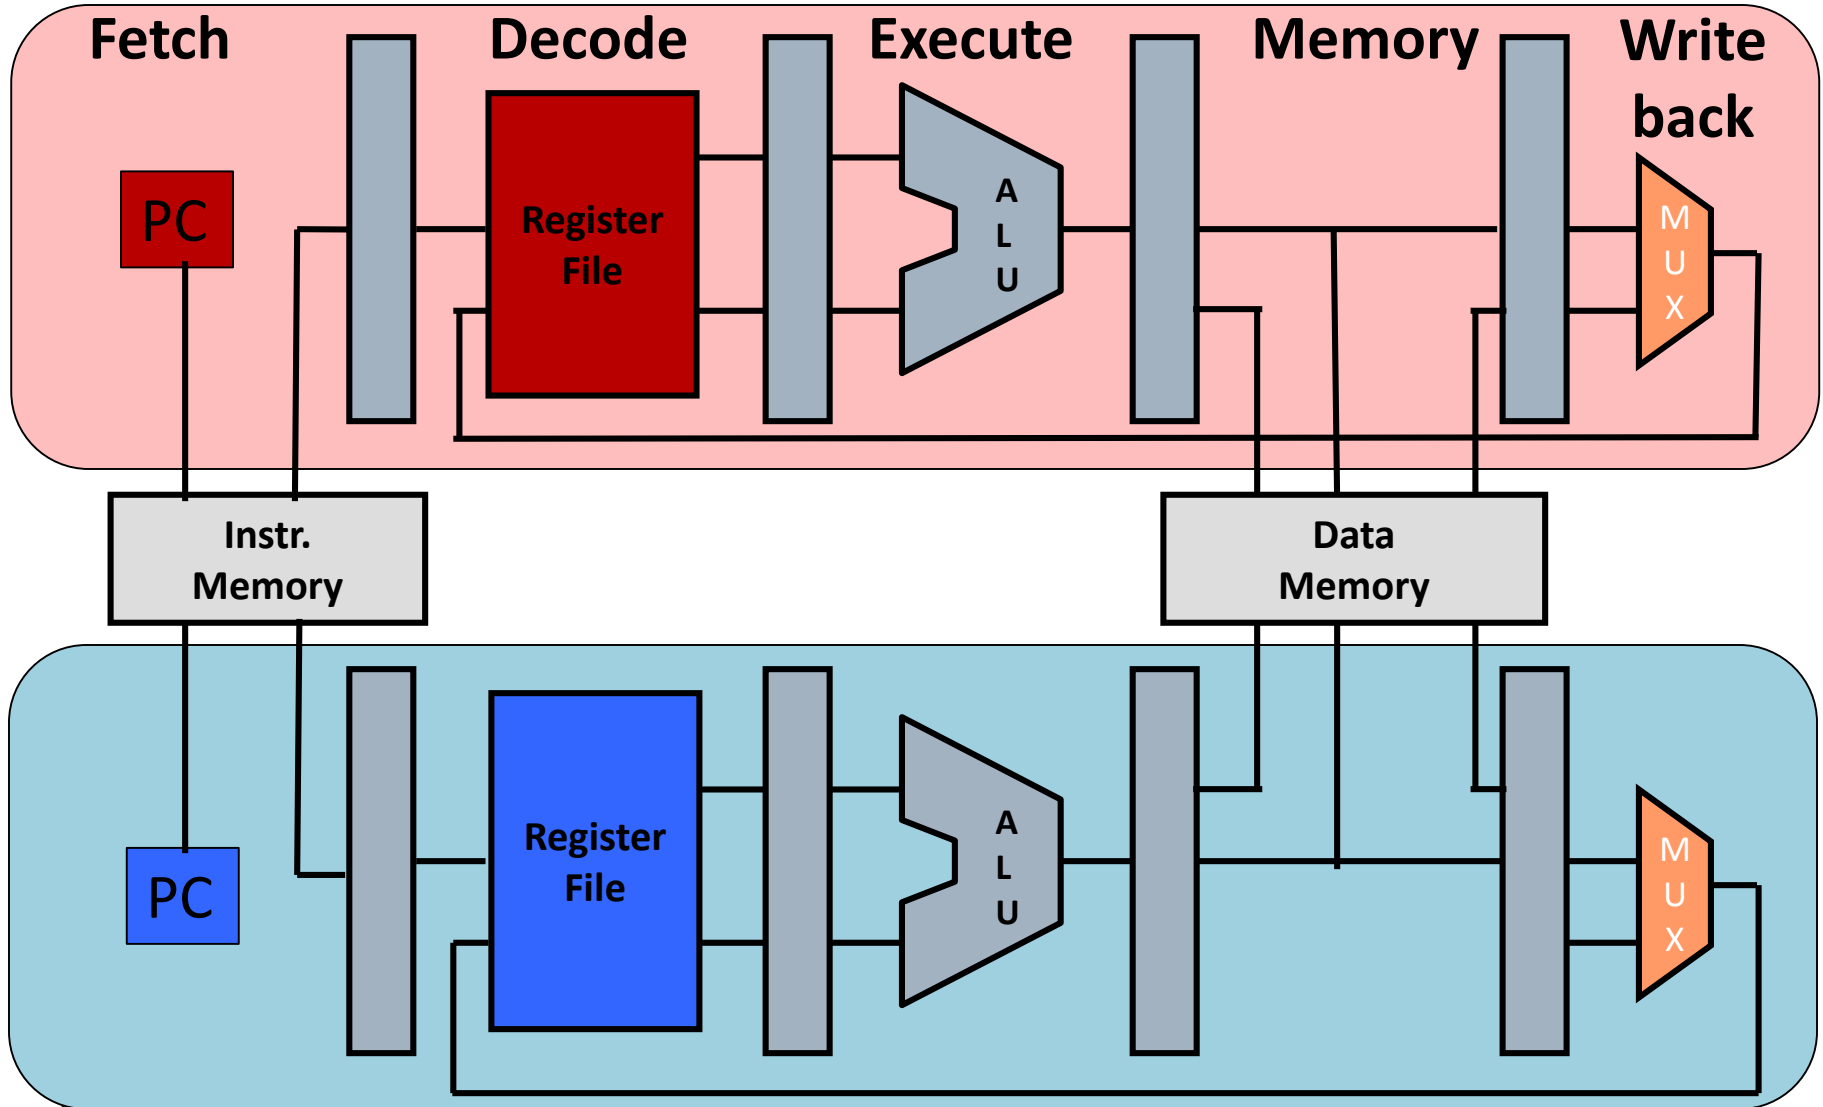 Fetch
Decode
Execute
Memory
Write
back
PC
Register
File
A
L
U
M
U
X
Instr.
Memory
Data
Memory
PC
Register
File
A
L
U
M
U
X